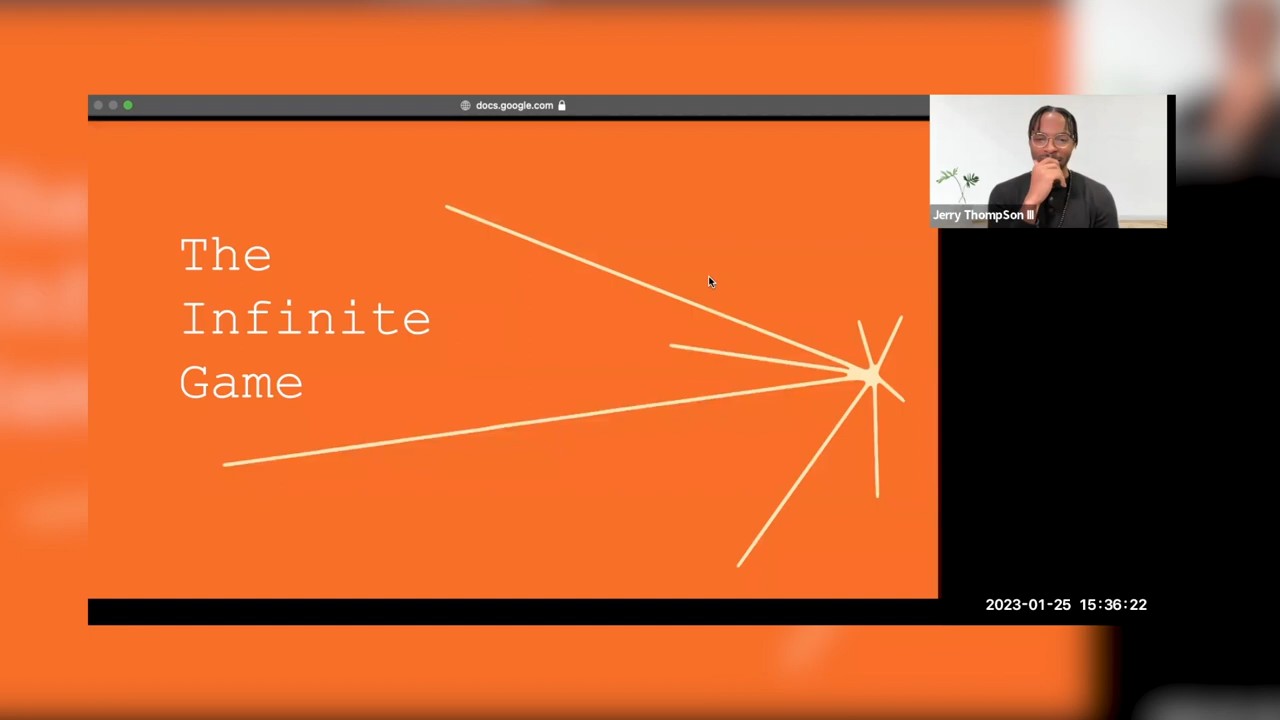 docs.google.com
The
Infinite
Game
Jerry ThompSon III
2023-01-25 15:36:22